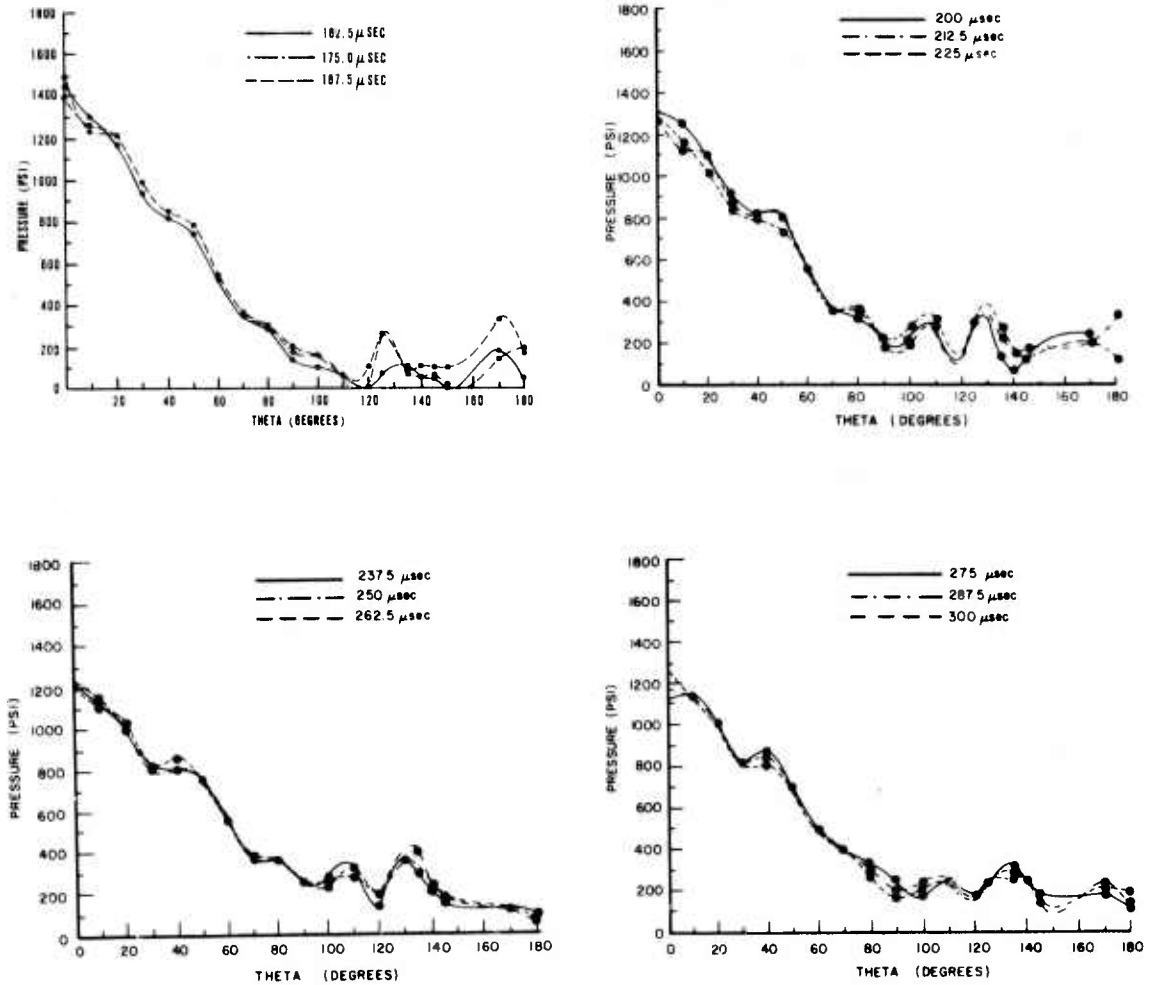 1800
1600
1400
1200
1000
800
600
400
200
0
PRESSURE (PSI)
162.5 μSEC
175.0 μSEC
187.5 μSEC
20 40 60 80 100 120 140 160 180
THETA (DEGREES)
1800
1600
1400
1200
1000
800
600
400
200
0
PRESSURE (PSI)
200 μsec
212.5 μsec
225 μsec
0 20 40 60 80 100 120 140 160 180
THETA (DEGREES)
1800
1600
1400
1200
1000
800
600
400
200
0
PRESSURE (PSI)
237.5 μsec
250 μsec
262.5 μsec
0 20 40 60 80 100 120 140 160 180
THETA (DEGREES)
1800
1600
1400
1200
1000
800
600
400
200
0
PRESSURE (PSI)
275 μsec
287.5 μsec
300 μsec
0 20 40 60 80 100 120 140 160 180
THETA (DEGREES)